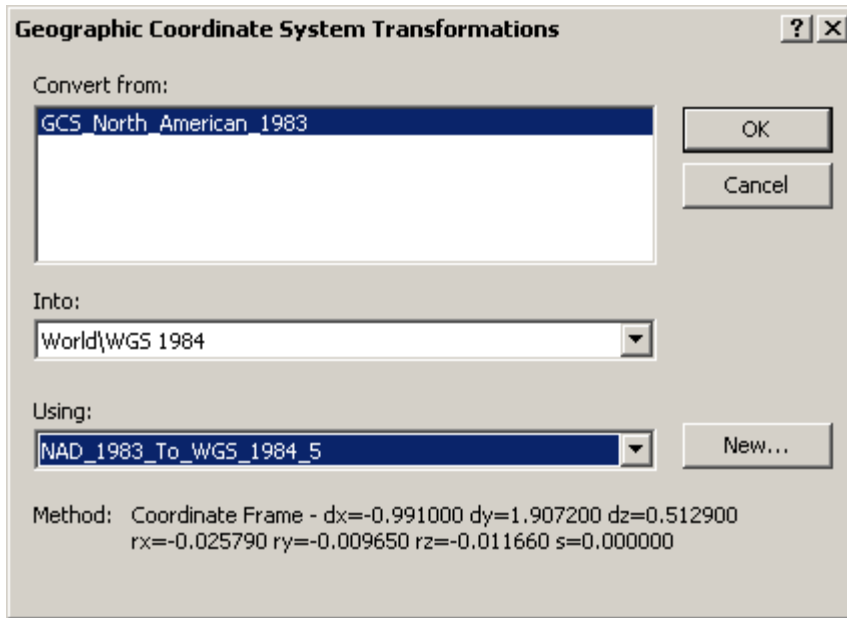 Geographic Coordinate System Transformations
?
Convert from:
GCS_North_American_1983
OK
Cancel
Into:
World\WGS 1984
Using:
NAD_1983_To_WGS_1984_5
New...
Method: Coordinate Frame - dx=-0.991000 dy=1.907200 dz=0.512900
rx=-0.025790 ry=-0.009650 rz=-0.011660 s=0.000000